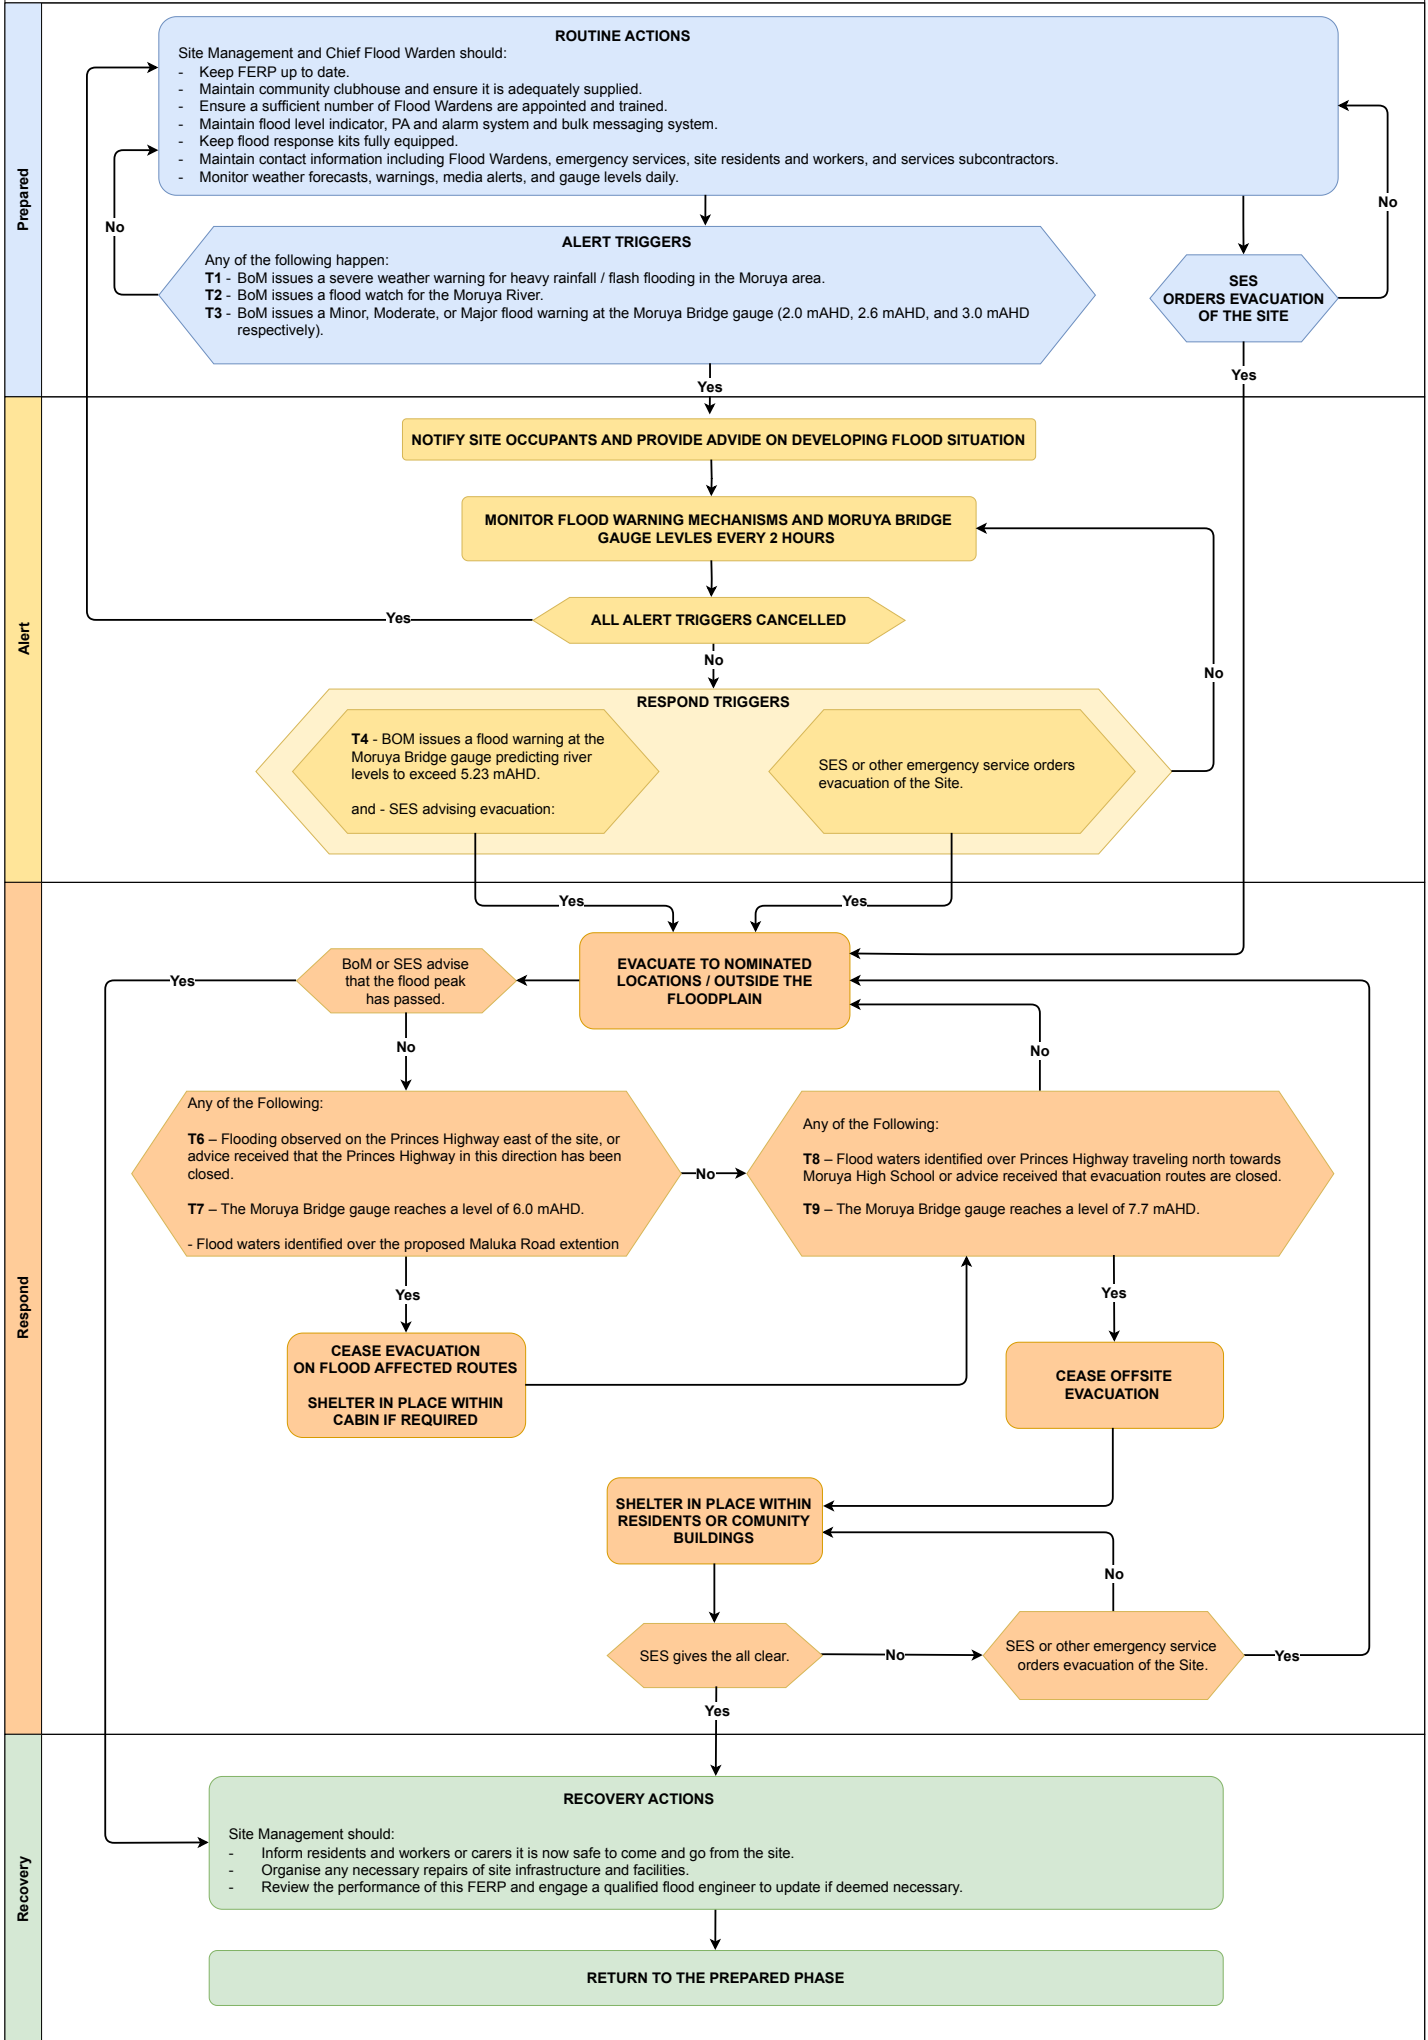 Prepared
ROUTINE ACTIONS
Site Management and Chief Flood Warden should:
- Keep FERP up to date.
- Maintain community clubhouse and ensure it is adequately supplied.
- Ensure a sufficient number of Flood Wardens are appointed and trained.
- Maintain flood level indicator, PA and alarm system and bulk messaging system.
- Keep flood response kits fully equipped.
- Maintain contact information including Flood Wardens, emergency services, site residents and workers, and services subcontractors.
- Monitor weather forecasts, warnings, media alerts, and gauge levels daily.
No
No
ALERT TRIGGERS
Any of the following happen:
T1 - BoM issues a severe weather warning for heavy rainfall / flash flooding in the Moruya area.
T2 - BoM issues a flood watch for the Moruya River.
T3 - BoM issues a Minor, Moderate, or Major flood warning at the Moruya Bridge gauge (2.0 mAHD, 2.6 mAHD, and 3.0 mAHD
respectively).
SES
ORDERS EVACUATION
OF THE SITE
Yes
Yes
Alert
NOTIFY SITE OCCUPANTS AND PROVIDE ADVIDE ON DEVELOPING FLOOD SITUATION
MONITOR FLOOD WARNING MECHANISMS AND MORUYA BRIDGE
GAUGE LEVLES EVERY 2 HOURS
Yes
ALL ALERT TRIGGERS CANCELLED
No
No
RESPOND TRIGGERS
T4 - BOM issues a flood warning at the
Moruya Bridge gauge predicting river
levels to exceed 5.23 mAHD.
and - SES advising evacuation:
SES or other emergency service orders
evacuation of the Site.
Respond
Yes
Yes
EVACUATE TO NOMINATED
LOCATIONS / OUTSIDE THE
FLOODPLAIN
BoM or SES advise
that the flood peak
has passed.
Yes
No
No
Any of the Following:
T6 – Flooding observed on the Princes Highway east of the site, or
advice received that the Princes Highway in this direction has been
closed.
T7 – The Moruya Bridge gauge reaches a level of 6.0 mAHD.
- Flood waters identified over the proposed Maluka Road extention
No
Any of the Following:
T8 – Flood waters identified over Princes Highway traveling north towards
Moruya High School or advice received that evacuation routes are closed.
T9 – The Moruya Bridge gauge reaches a level of 7.7 mAHD.
Yes
Yes
CEASE EVACUATION
ON FLOOD AFFECTED ROUTES
SHELTER IN PLACE WITHIN
CABIN IF REQUIRED
CEASE OFFSITE
EVACUATION
SHELTER IN PLACE WITHIN
RESIDENTS OR COMUNITY
BUILDINGS
No
SES gives the all clear.
No
SES or other emergency service
orders evacuation of the Site.
Yes
Yes
Recovery
RECOVERY ACTIONS
Site Management should:
- Inform residents and workers or carers it is now safe to come and go from the site.
- Organise any necessary repairs of site infrastructure and facilities.
- Review the performance of this FERP and engage a qualified flood engineer to update if deemed necessary.
RETURN TO THE PREPARED PHASE